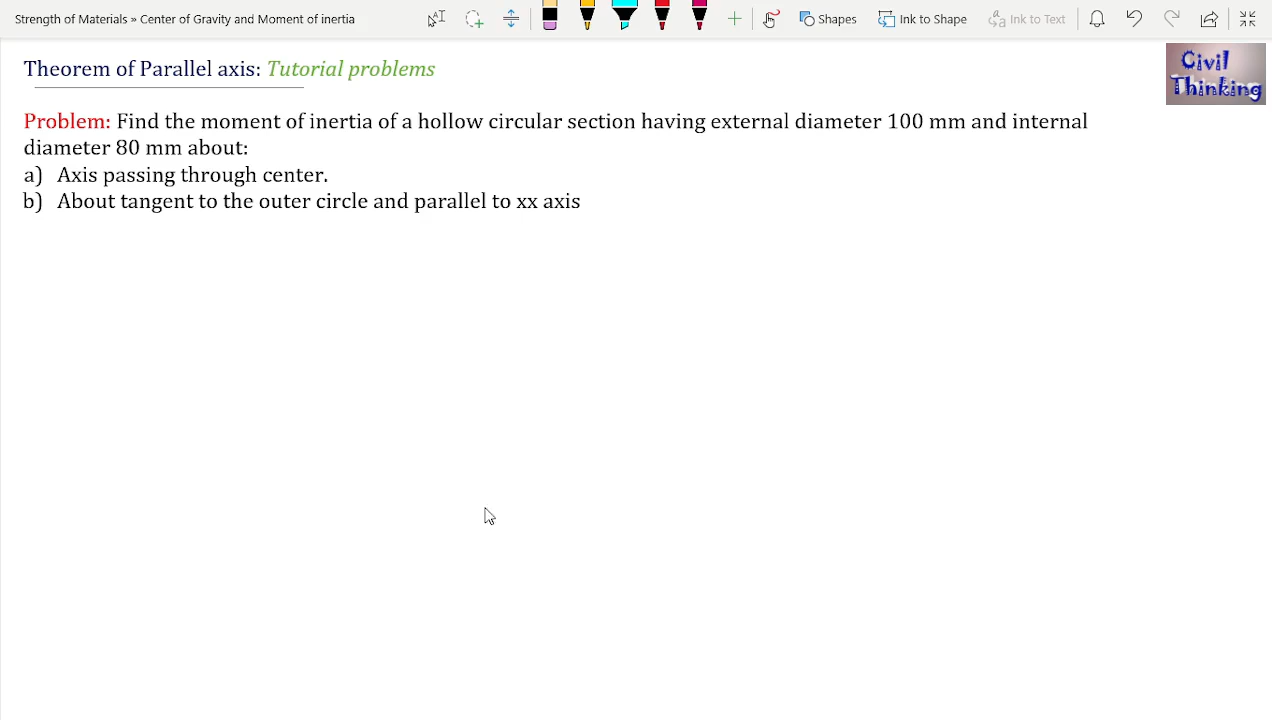 Strength of Materials » Center of Gravity and Moment of inertia
Shapes
Ink to Shape
Ink to Text
Theorem of Parallel axis: Tutorial problems
Civil
Thinking
Problem: Find the moment of inertia of a hollow circular section having external diameter 100 mm and internal
diameter 80 mm about:
a) Axis passing through center.
b) About tangent to the outer circle and parallel to xx axis